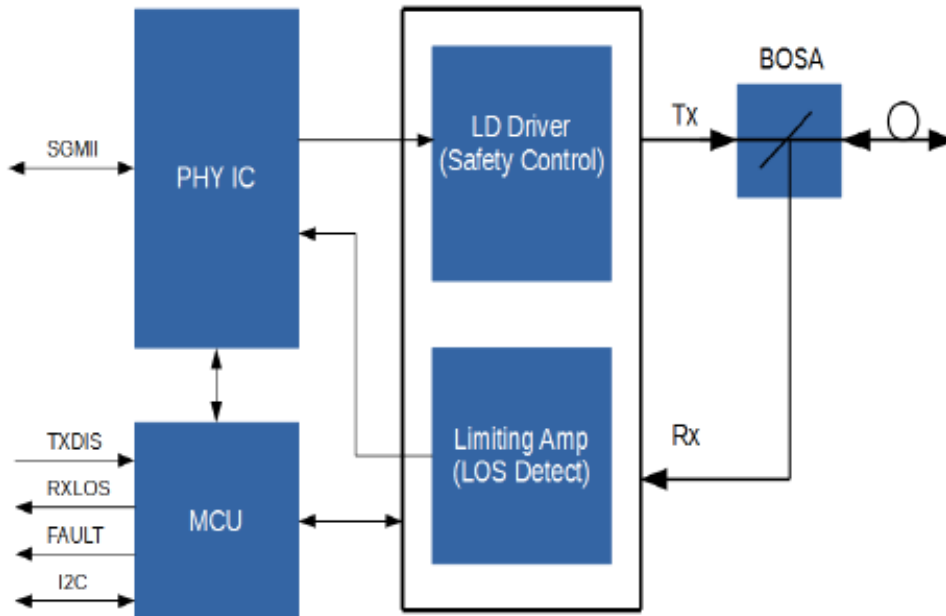 BOSA
LD Driver
(Safety Control)
Tx
SGMII
PHY IC
TXDIS
RXLOS
FAULT
I2C
MCU
Limiting Amp
(LOS Detect)
Rx